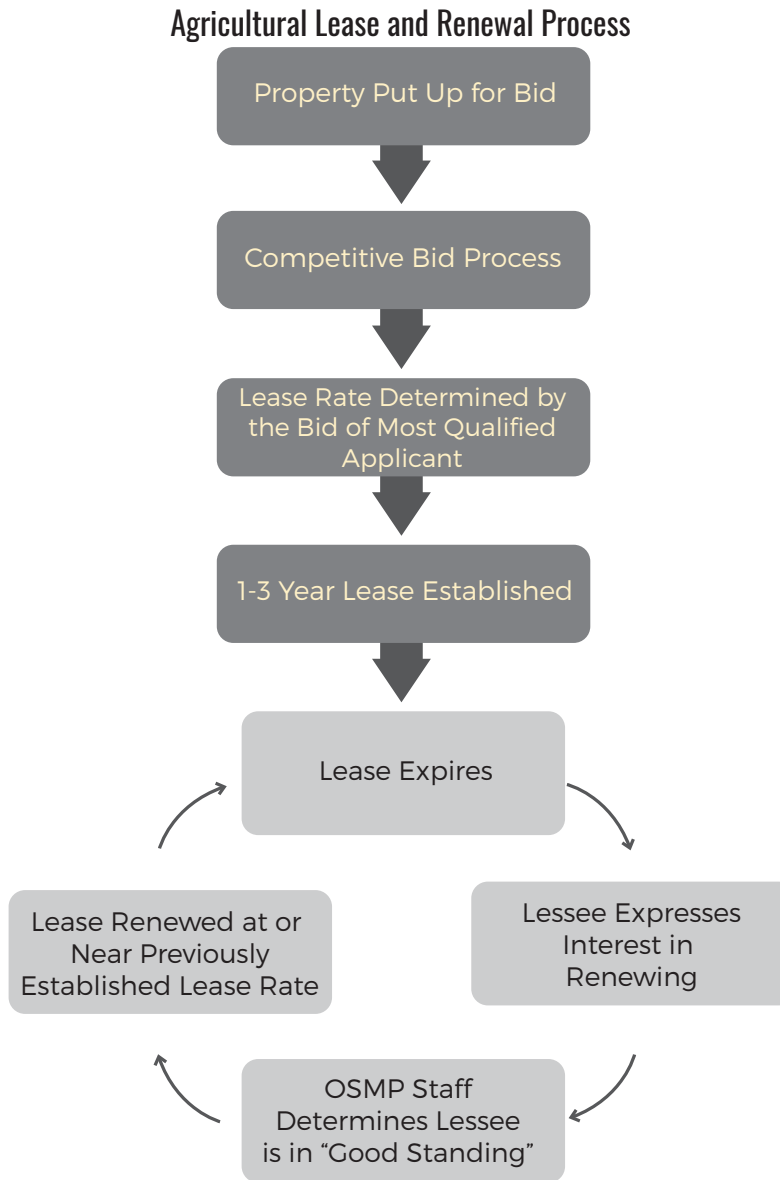 Agricultural Lease and Renewal Process
Property Put Up for Bid
Competitive Bid Process
Lease Rate Determined by
the Bid of Most Qualified
Applicant
1-3 Year Lease Established
Lease Expires
Lessee Expresses
Interest in
Renewing
OSMP Staff
Determines Lessee
is in “Good Standing”
Lease Renewed at or
Near Previously
Established Lease Rate